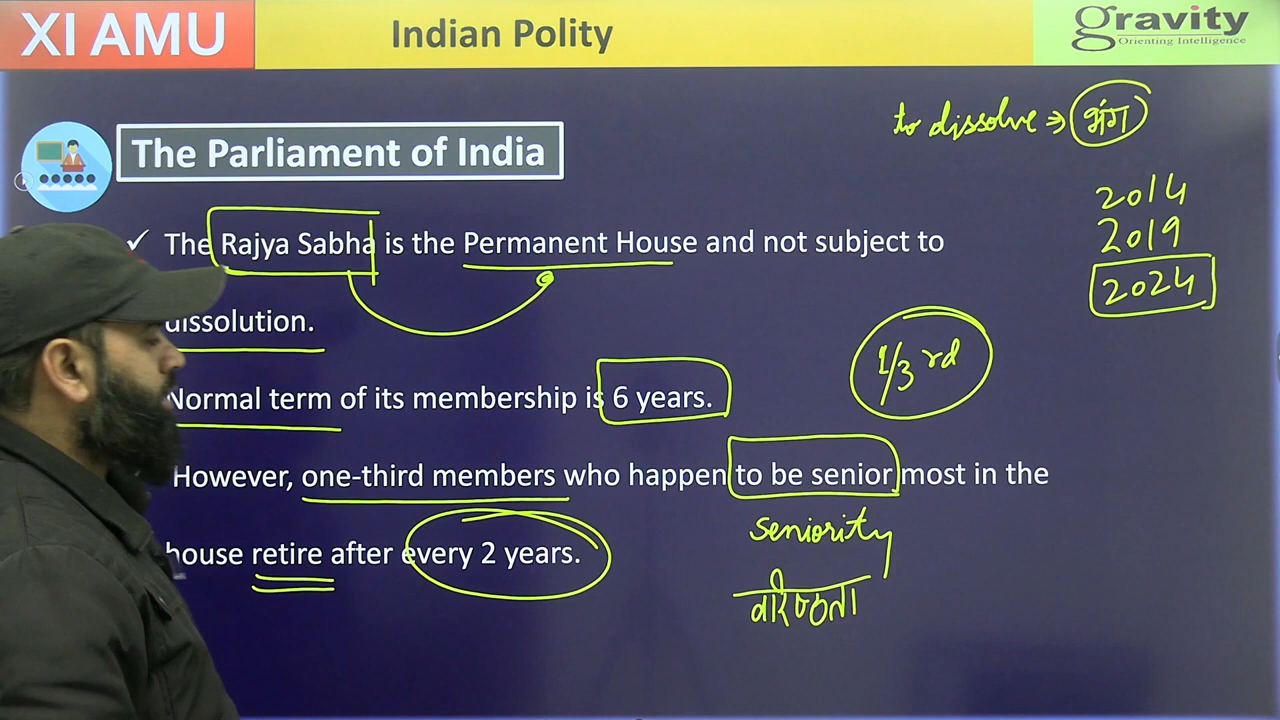 XI AMU
Indian Polity
gravity
Orienting Intelligence
to dissolve ⇒ भंग
The Parliament of India
2014
2019
2024
✓ The Rajya Sabha is the Permanent House and not subject to
dissolution.
1/3 rd
Normal term of its membership is 6 years.
However, one-third members who happen to be senior most in the
house retire after every 2 years.
seniority
वरिष्ठता